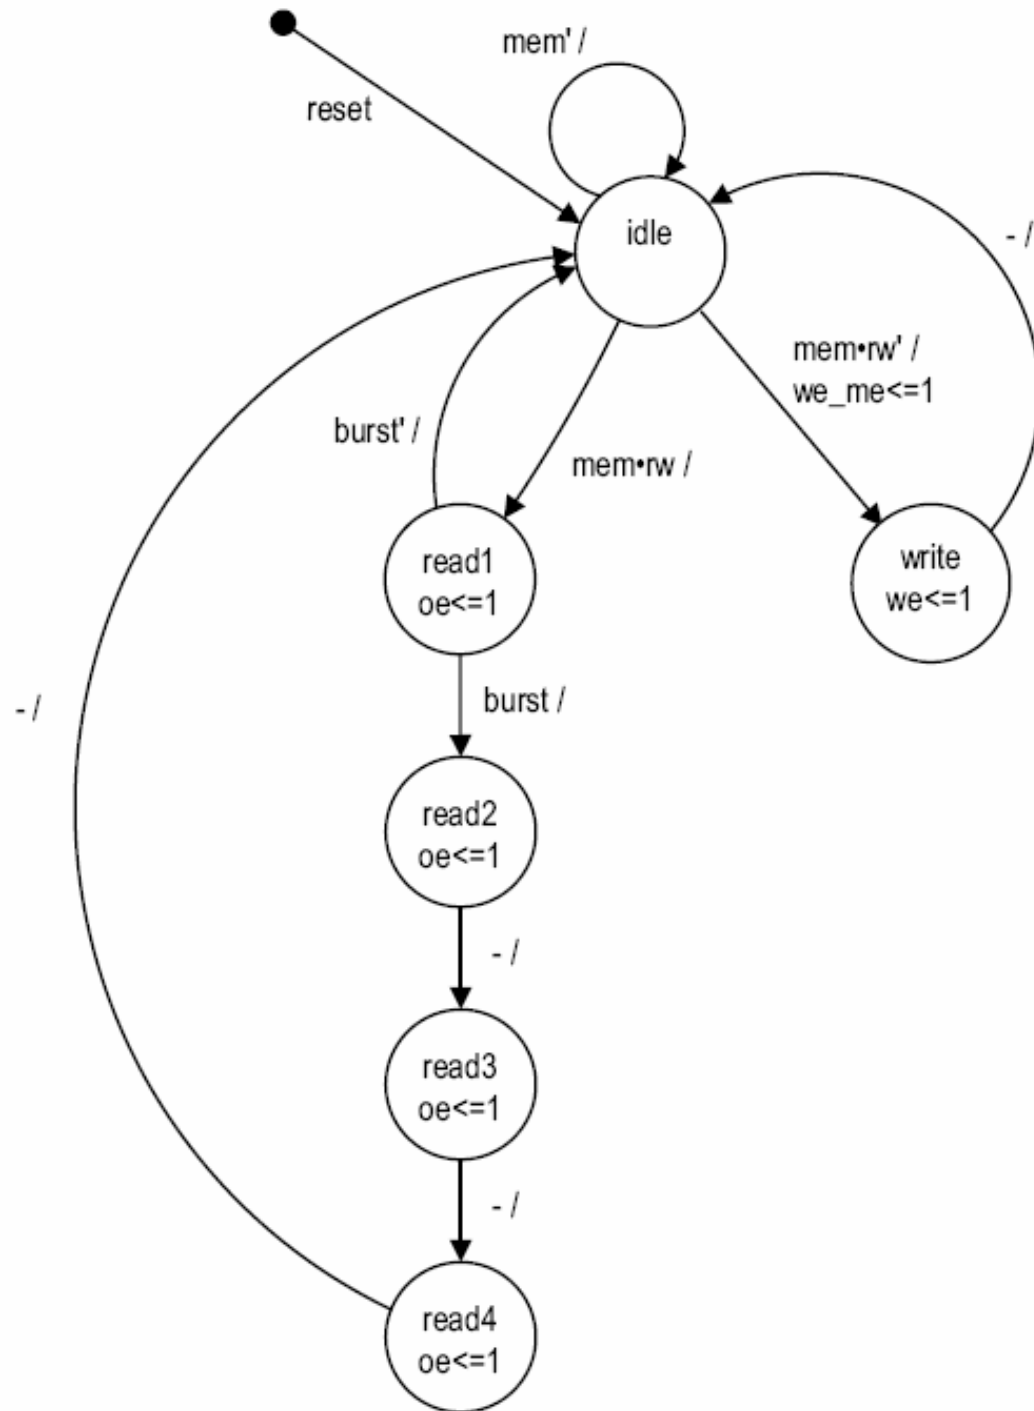 mem' /
reset
idle
- /
mem•rw' /
we_me<=1
burst' /
mem•rw /
read1
oe<=1
write
we<=1
- /
burst /
read2
oe<=1
- /
read3
oe<=1
- /
read4
oe<=1